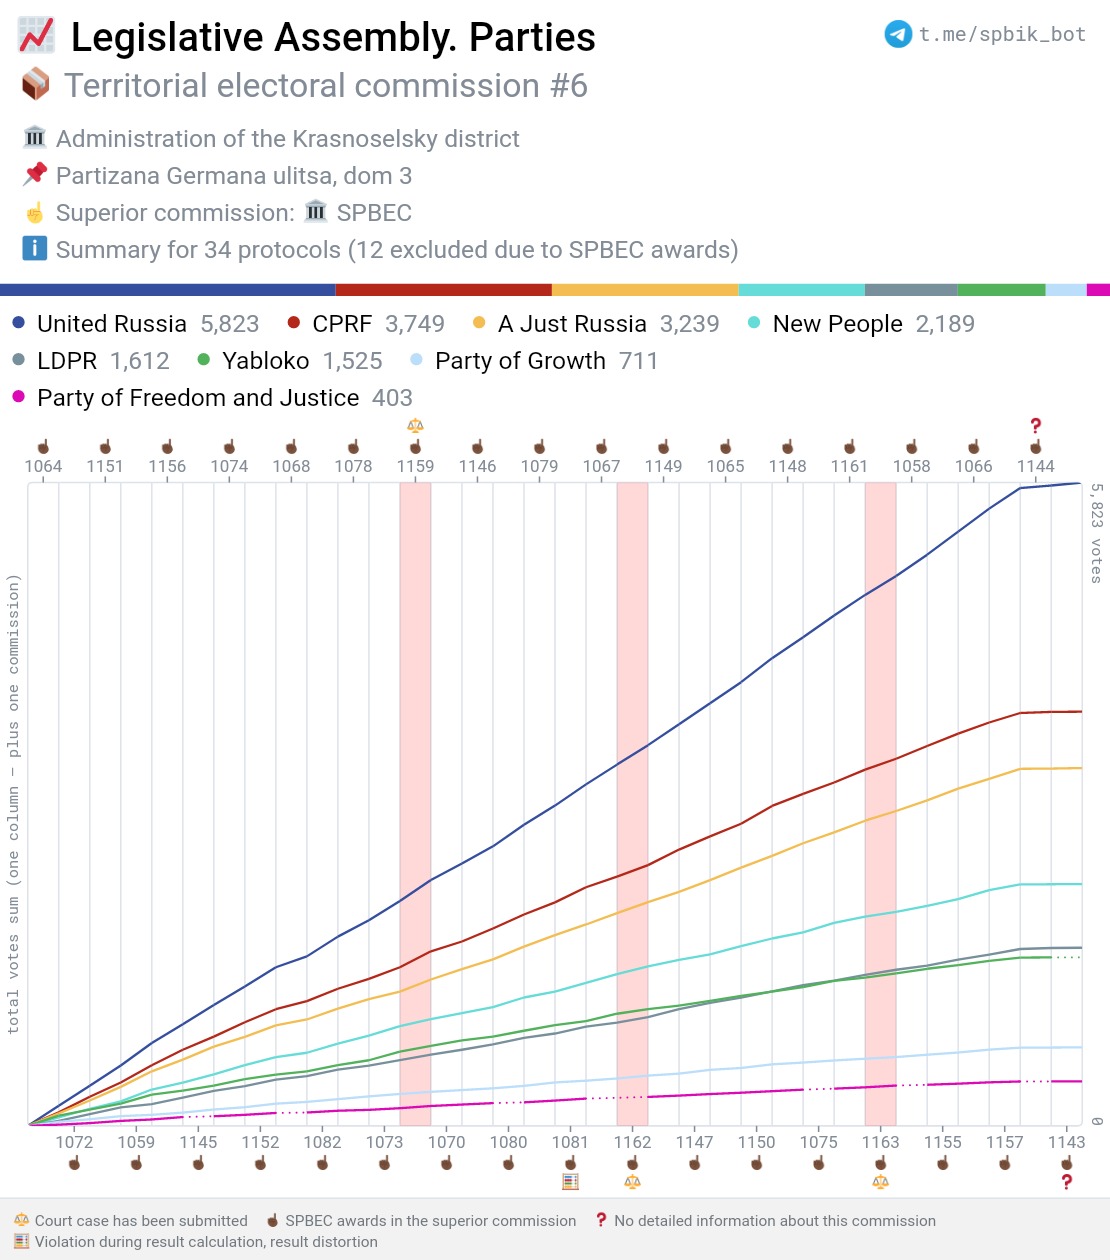 Legislative Assembly. Parties
t.me/spbik_bot
Territorial electoral commission #6
Administration of the Krasnoselsky district
Partizana Germana ulitsa, dom 3
Superior commission: SPBEC
Summary for 34 protocols (12 excluded due to SPBEC awards)
United Russia 5,823 CPRF 3,749 A Just Russia 3,239 New People 2,189
LDPR 1,612 Yabloko 1,525 Party of Growth 711
Party of Freedom and Justice 403
1064 1151 1156 1074 1068 1078 1159 1146 1079 1067 1149 1065 1148 1161 1058 1066 1144
5,823 votes
total votes sum (one column – plus one commission)
0
1072 1059 1145 1152 1082 1073 1070 1080 1081 1162 1147 1150 1075 1163 1155 1157 1143
Court case has been submitted SPBEC awards in the superior commission No detailed information about this commission
Violation during result calculation, result distortion